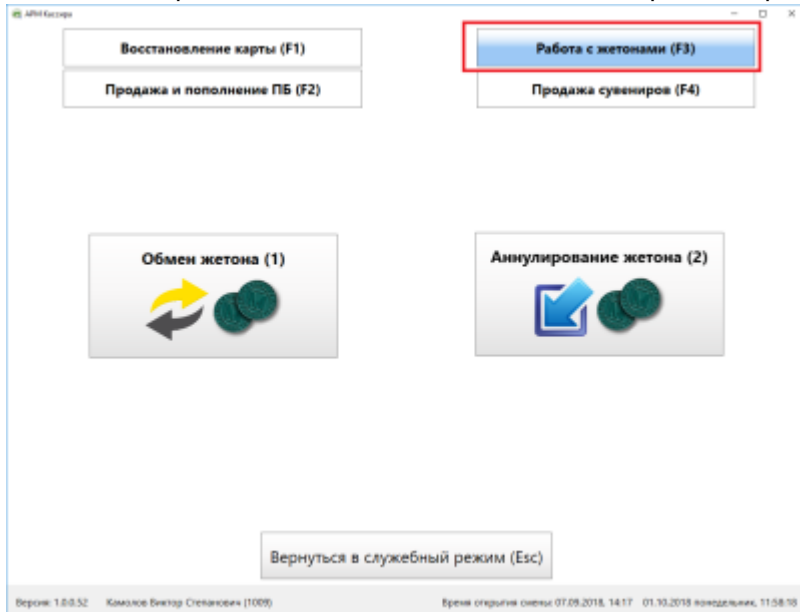 АРМ Кассира
Восстановление карты (F1)
Работа с жетонами (F3)
Продажа и пополнение ПБ (F2)
Продажа сувениров (F4)
Обмен жетона (1)
Аннулирование жетона (2)
Вернуться в служебный режим (Esc)
Версия: 1.0.0.52 Камолов Виктор Степанович (1009) Время открытия смены: 07.09.2018, 14:17 01.10.2018 понедельник, 11:58:18